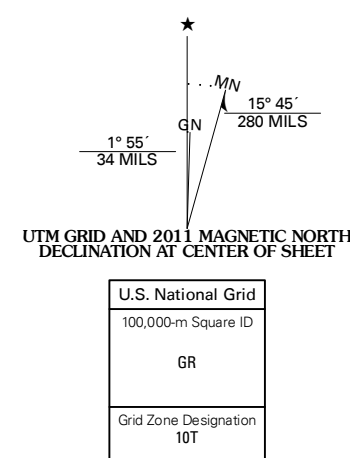 ★
MN
GN
15° 45´
280 MILS
1° 55´
34 MILS
UTM GRID AND 2011 MAGNETIC NORTH
DECLINATION AT CENTER OF SHEET
U.S. National Grid
100,000-m Square ID
GR
Grid Zone Designation
10T